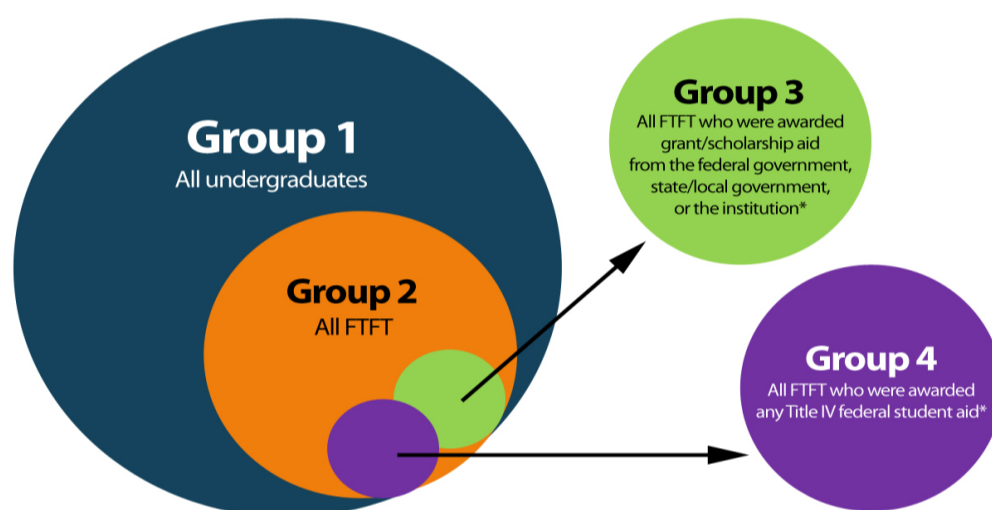 Group 1
All undergraduates
Group 2
All FTFT
Group 3
All FTFT who were awarded
grant/scholarship aid
from the federal government,
state/local government,
or the institution*
Group 4
All FTFT who were awarded
any Title IV federal student aid*